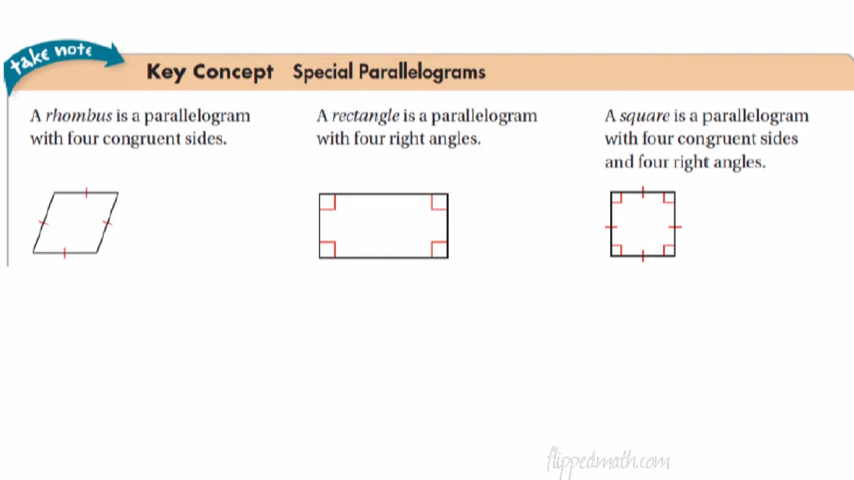 take note
Key Concept Special Parallelograms
A rhombus is a parallelogram
with four congruent sides.
A rectangle is a parallelogram
with four right angles.
A square is a parallelogram
with four congruent sides
and four right angles.
flippedmath.com